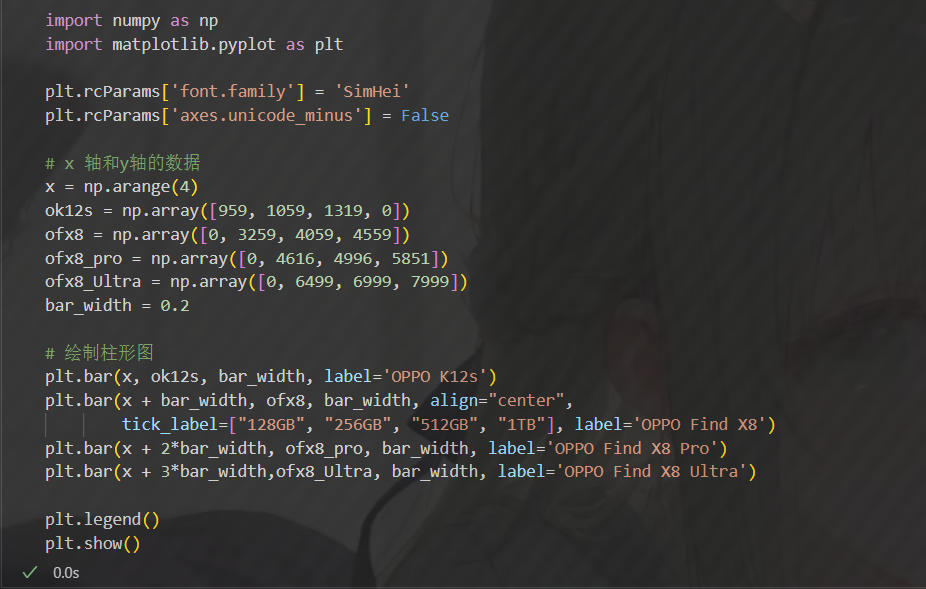 import numpy as np
import matplotlib.pyplot as plt
plt.rcParams['font.family'] = 'SimHei'
plt.rcParams['axes.unicode_minus'] = False
# x 轴和y轴的数据
x = np.arange(4)
ok12s = np.array([959, 1059, 1319, 0])
ofx8 = np.array([0, 3259, 4059, 4559])
ofx8_pro = np.array([0, 4616, 4996, 5851])
ofx8_Ultra = np.array([0, 6499, 6999, 7999])
bar_width = 0.2
# 绘制柱形图
plt.bar(x, ok12s, bar_width, label='OPPO K12s')
plt.bar(x + bar_width, ofx8, bar_width, align="center",
        tick_label=["128GB", "256GB", "512GB", "1TB"], label='OPPO Find X8')
plt.bar(x + 2*bar_width, ofx8_pro, bar_width, label='OPPO Find X8 Pro')
plt.bar(x + 3*bar_width,ofx8_Ultra, bar_width, label='OPPO Find X8 Ultra')
plt.legend()
plt.show()
0.0s